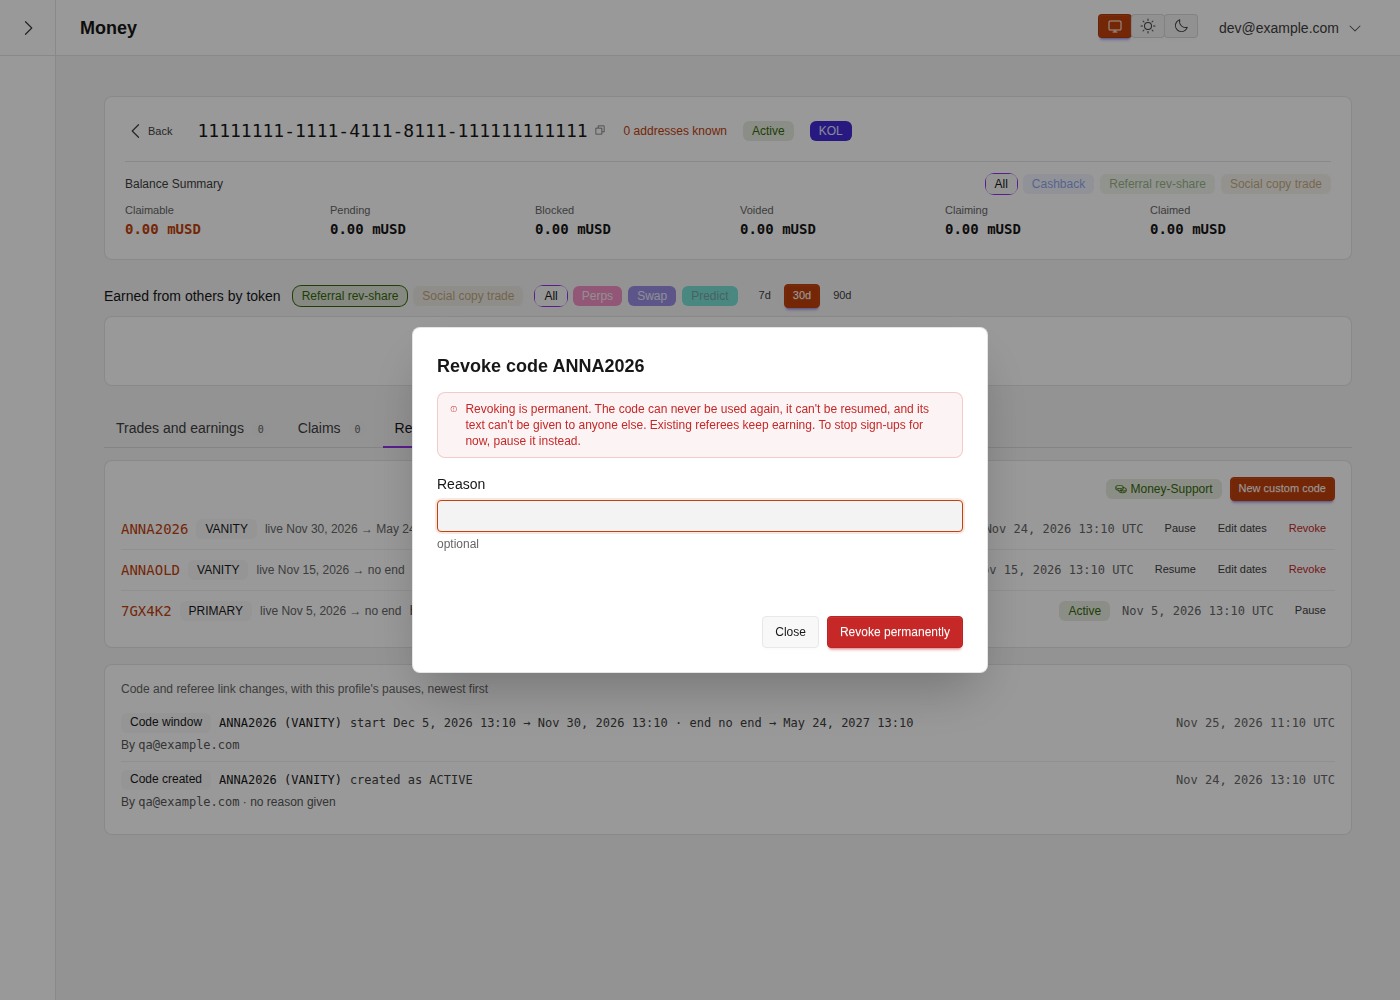 Money
dev@example.com
Back
11111111-1111-4111-8111-111111111111
0 addresses known
Active
KOL
Balance Summary
All
Cashback
Referral rev-share
Social copy trade
Claimable
Pending
Blocked
Voided
Claiming
Claimed
0.00 mUSD
0.00 mUSD
0.00 mUSD
0.00 mUSD
0.00 mUSD
0.00 mUSD
Earned from others by token
Referral rev-share
Social copy trade
All
Perps
Swap
Predict
7d
30d
90d
Revoke code ANNA2026
Revoking is permanent. The code can never be used again, it can't be resumed, and its
text can't be given to anyone else. Existing referees keep earning. To stop sign-ups for
now, pause it instead.
Reason
optional
Close
Revoke permanently
Trades and earnings 0
Claims 0
Money-Support
New custom code
ANNA2026 VANITY live Nov 30, 2026 → May 24
Nov 24, 2026 13:10 UTC Pause Edit dates Revoke
ANNAOLD VANITY live Nov 15, 2026 → no end
15, 2026 13:10 UTC Resume Edit dates Revoke
7GX4K2 PRIMARY live Nov 5, 2026 → no end
Active Nov 5, 2026 13:10 UTC Pause
Code and referee link changes, with this profile's pauses, newest first
Code window ANNA2026 (VANITY) start Dec 5, 2026 13:10 → Nov 30, 2026 13:10 · end no end → May 24, 2027 13:10
Nov 25, 2026 11:10 UTC
By qa@example.com
Code created ANNA2026 (VANITY) created as ACTIVE
Nov 24, 2026 13:10 UTC
By qa@example.com · no reason given